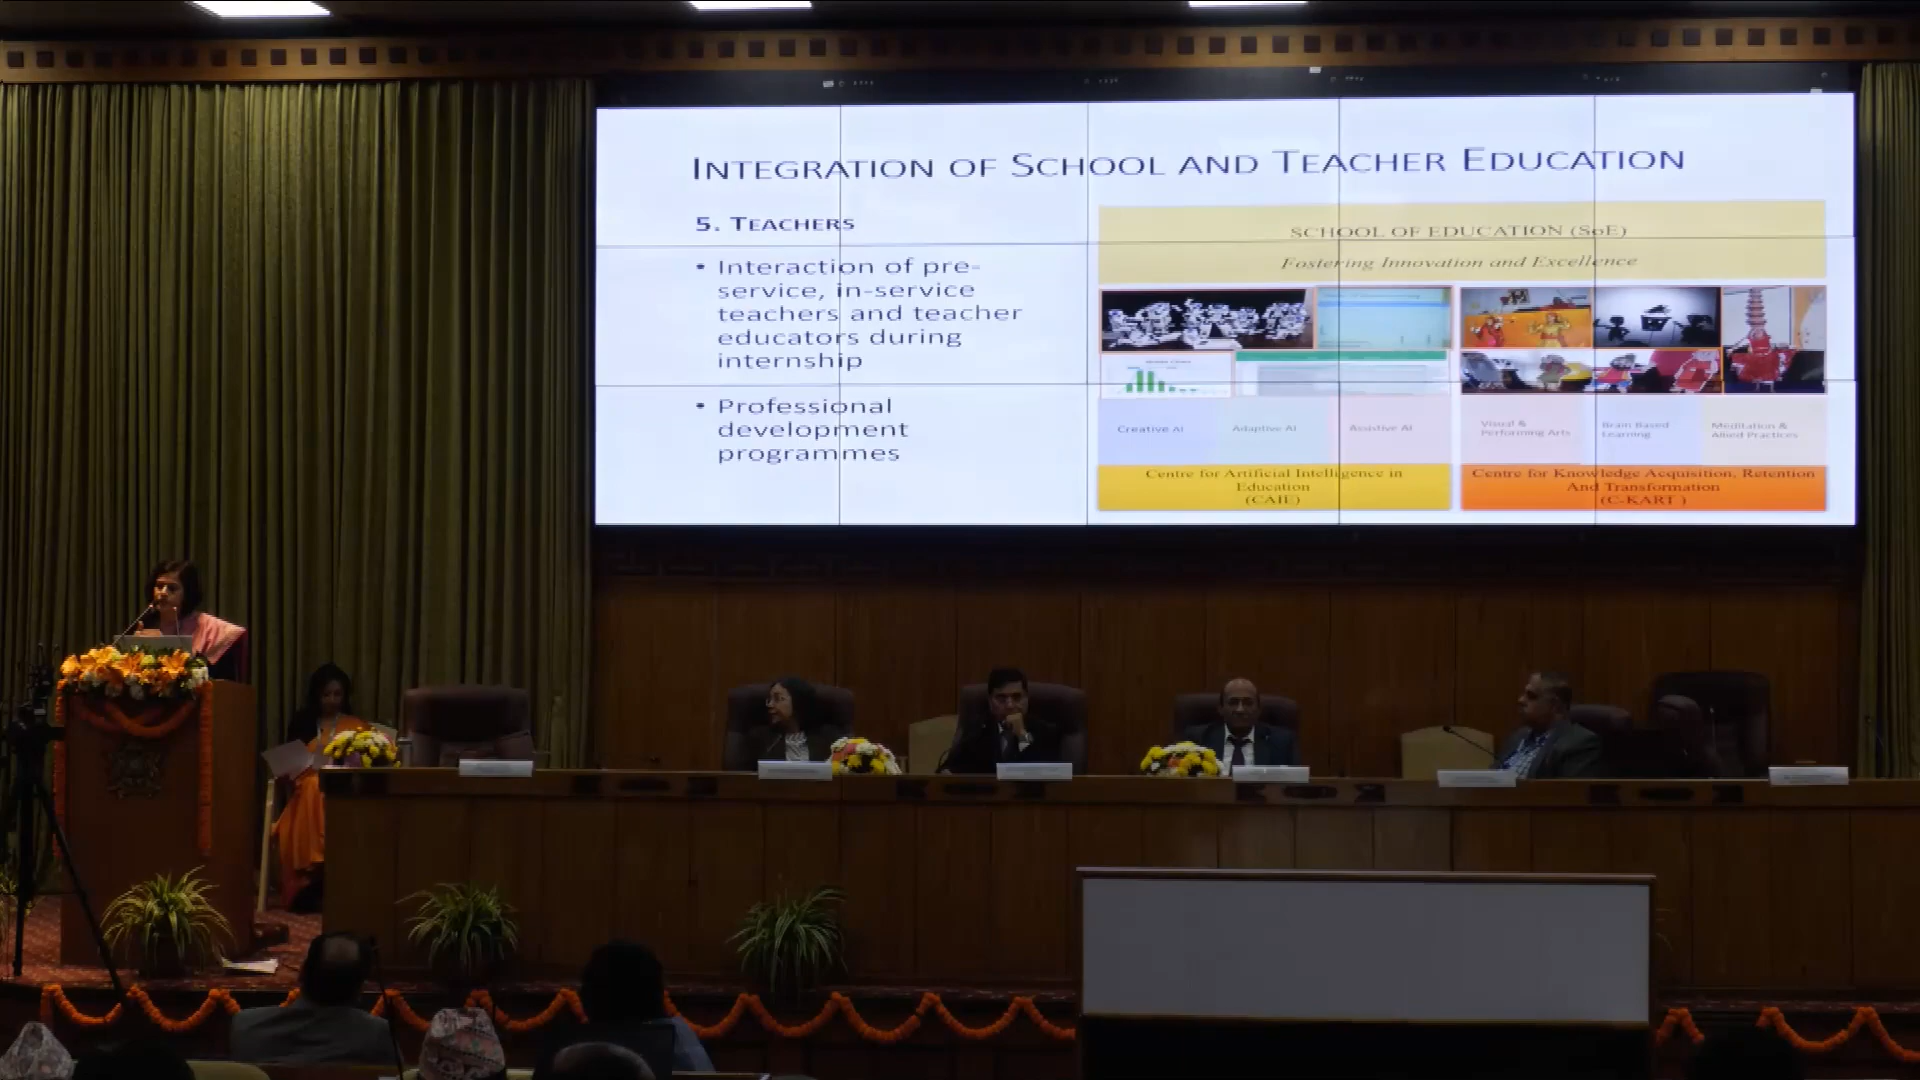 INTEGRATION OF SCHOOL AND TEACHER EDUCATION
5. TEACHERS
• Interaction of pre-
service, in-service
teachers and teacher
educators during
internship
• Professional
development
programmes
SCHOOL OF EDUCATION (SoE)
Fostering Innovation and Excellence
Creative AI
Adaptive AI
Assistive AI
Visual &
Performing Arts
Brain Based
Learning
Meditation &
Allied Practices
Centre for Artificial Intelligence in
Education
(CAIE)
Centre for Knowledge Acquisition, Retention
And Transformation
(C-KART )